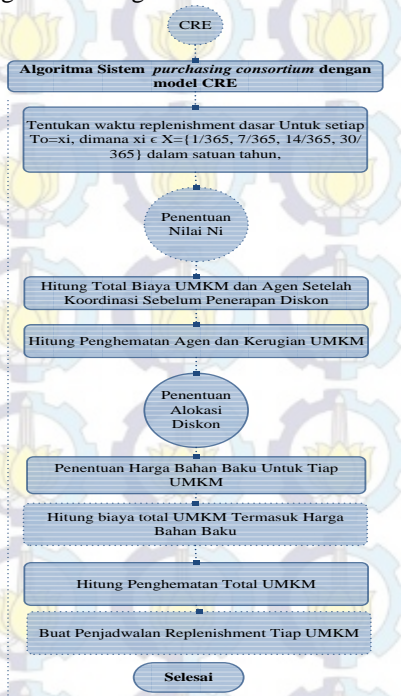 CRE
Algoritma Sistem purchasing consortium dengan
model CRE
Tentukan waktu replenishment dasar Untuk setiap
To=xi, dimana xi ϵ X={1/365, 7/365, 14/365, 30/
365} dalam satuan tahun,
Penentuan
Nilai Ni
Hitung Total Biaya UMKM dan Agen Setelah
Koordinasi Sebelum Penerapan Diskon
Hitung Penghematan Agen dan Kerugian UMKM
Penentuan
Alokasi
Diskon
Penentuan Harga Bahan Baku Untuk Tiap
UMKM
Hitung biaya total UMKM Termasuk Harga
Bahan Baku
Hitung Penghematan Total UMKM
Buat Penjadwalan Replenishment Tiap UMKM
Selesai